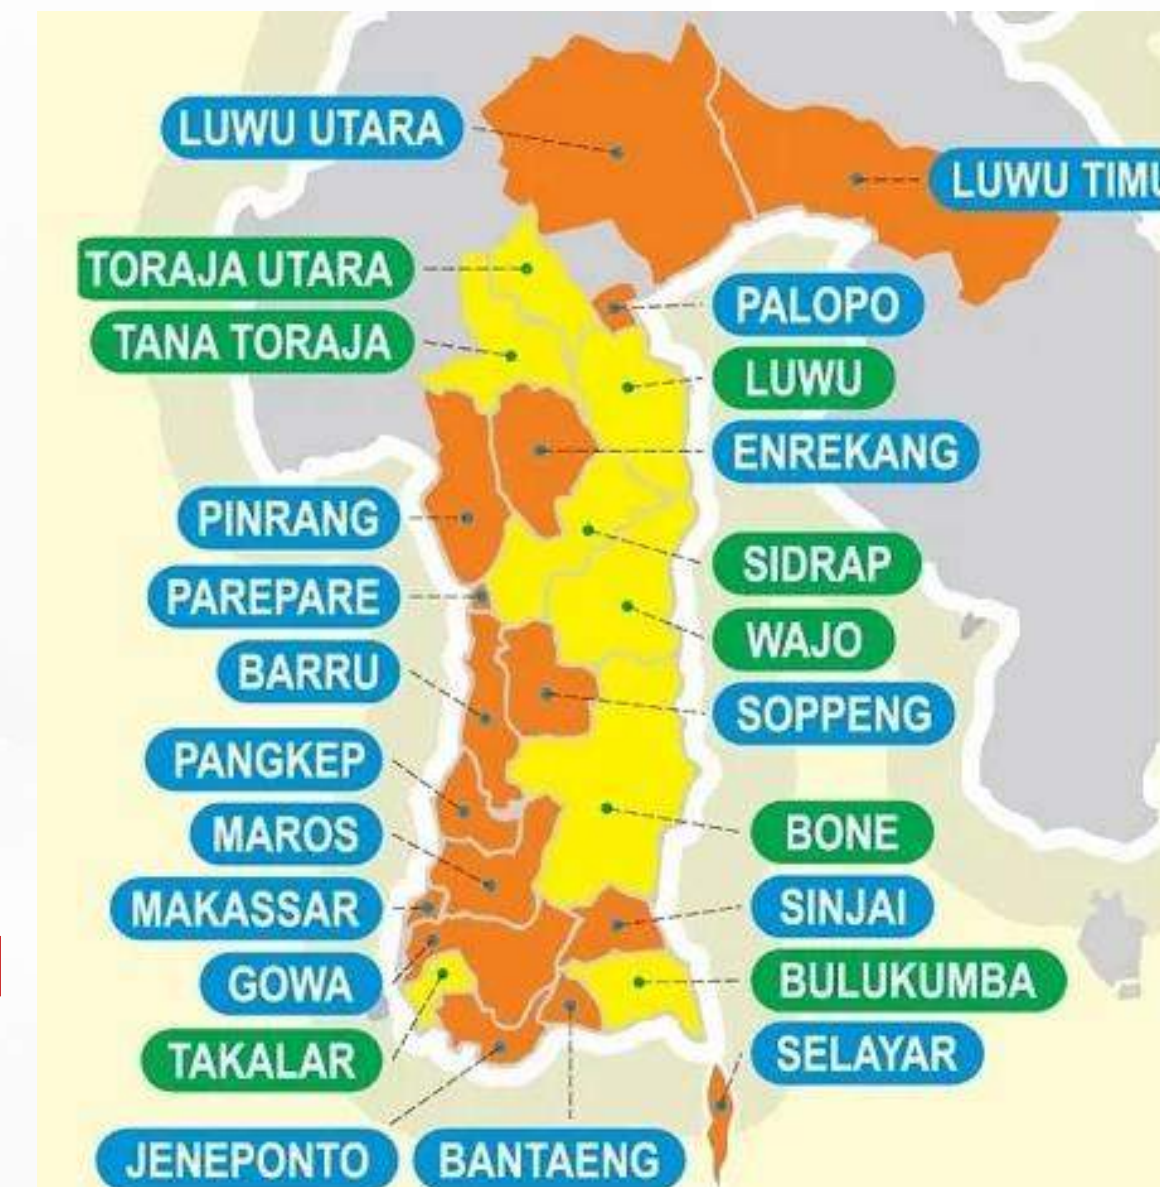 LUWU UTARA
LUWU TIMU
TORAJA UTARA
PALOPO
TANA TORAJA
LUWU
ENREKANG
PINRANG
SIDRAP
PAREPARE
WAJO
BARRU
SOPPENG
PANGKEP
MAROS
BONE
MAKASSAR
SINJAI
GOWA
BULUKUMBA
TAKALAR
SELAYAR
JENEPONTO
BANTAENG